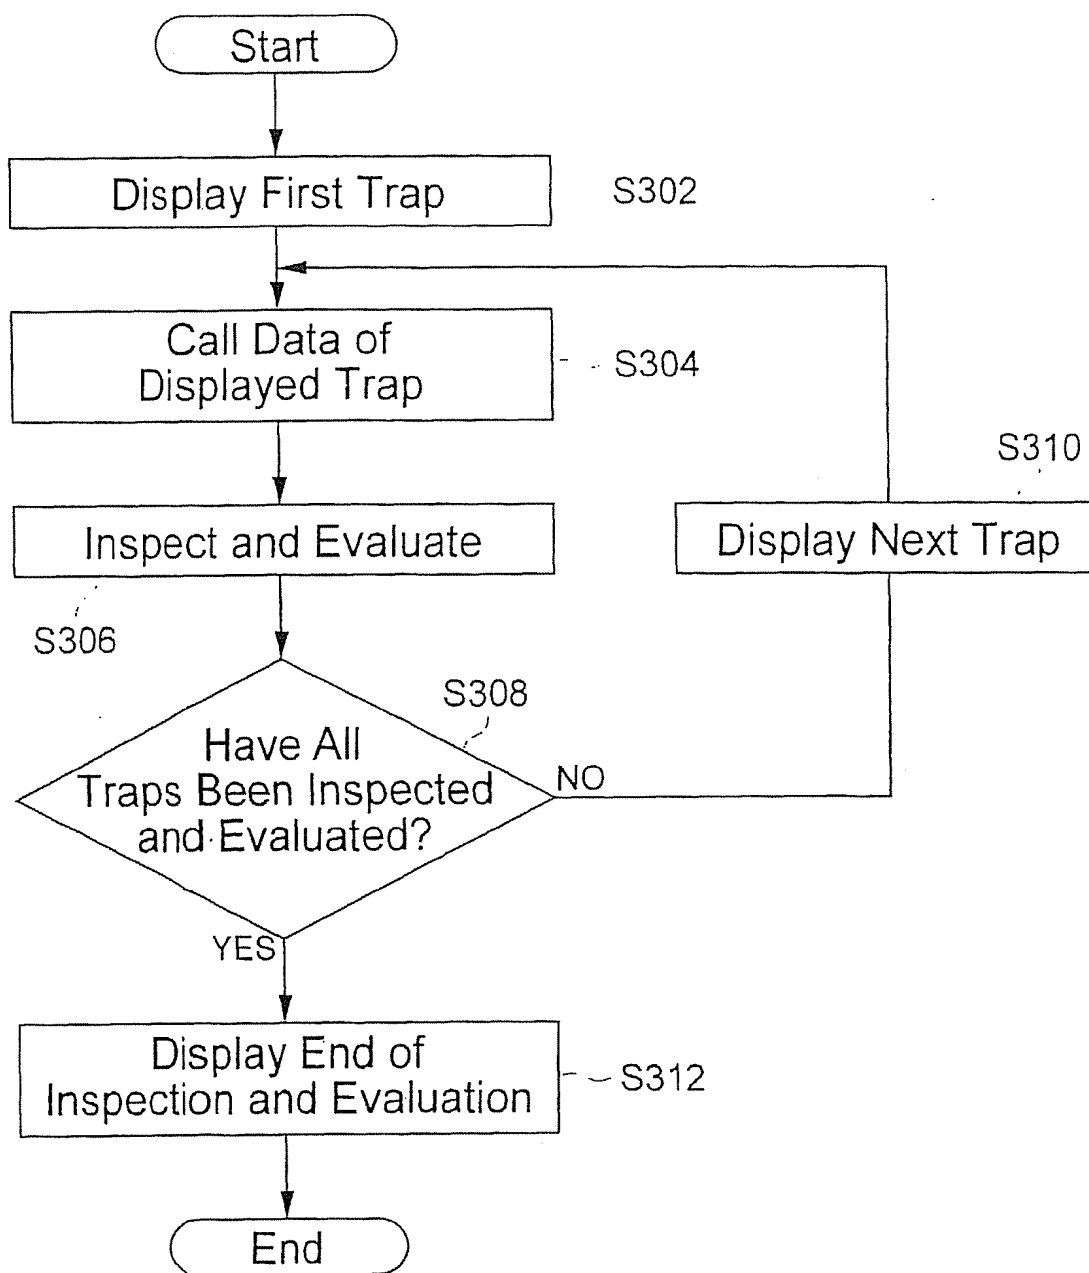 Start
Display First Trap
S302
Call Data of
Displayed Trap
S304
S310
Inspect and Evaluate
Display Next Trap
S306
S308
Have All
Traps Been Inspected
and Evaluated?
NO
YES
Display End of
Inspection and Evaluation
S312
End